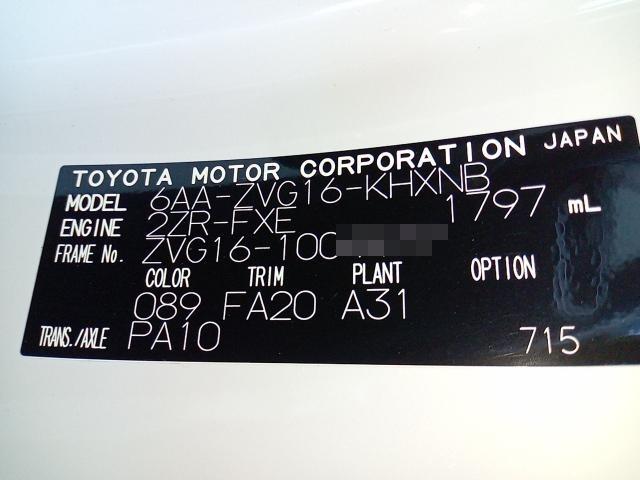 TOYOTA MOTOR CORPORATION JAPAN
MODEL 6AA-ZVG16-KHXNB
ENGINE 2ZR-FXE 1797 mL
FRAME No. ZVG16-100
COLOR TRIM PLANT OPTION
089 FA20 A31
TRANS./AXLE PA10 715